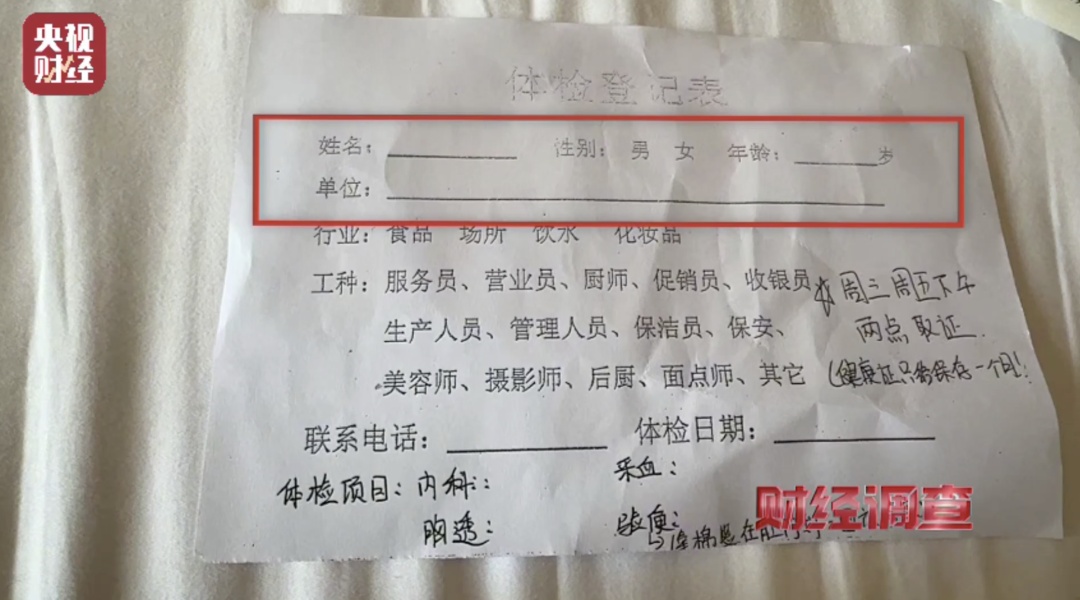 央视
财经
体检登记表
姓名： 性别： 男 女 年龄： 岁
单位：
行业：食品 场所 饮水 化妆品
工种：服务员、营业员、厨师、促销员、收银员
生产人员、管理人员、保洁员、保安、
美容师、摄影师、后厨、面点师、其它
周三周五下午
两点取证
(健康证只需保存一个月!
联系电话： 体检日期：
体检项目：内科： 采血：
胸透： 验便：
棉
财经调查